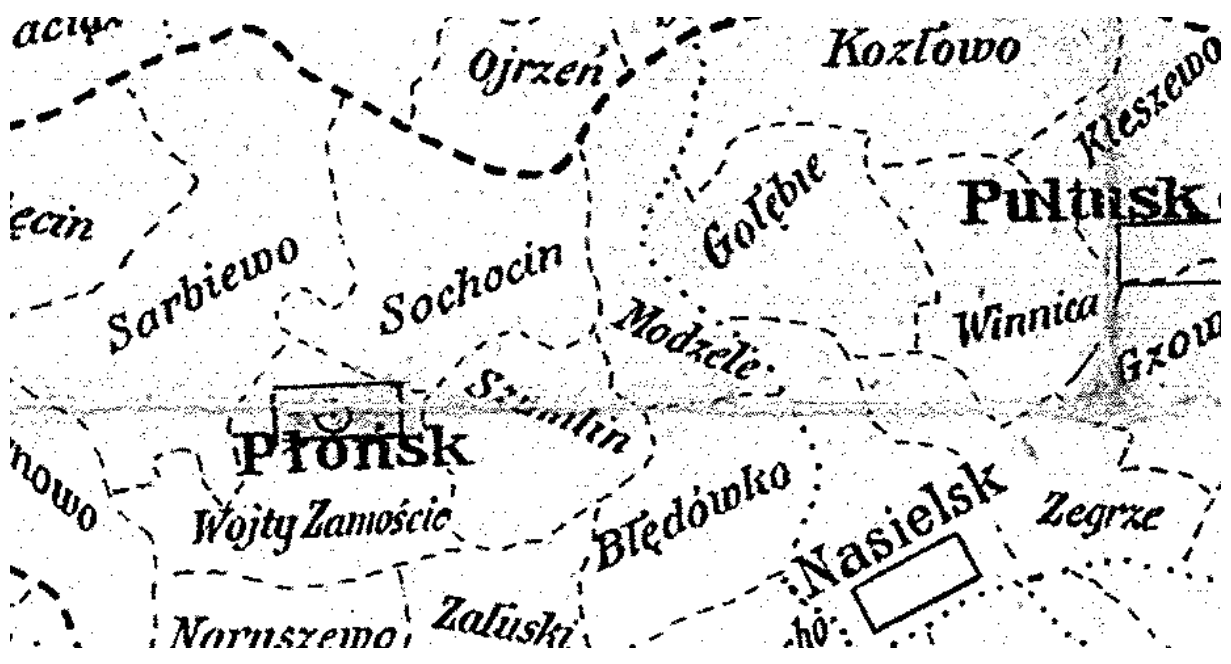 Ojrzeń
Kozłowo
Kleszewo
Gołębie
Pułtusk
Sarbiewo
Sochocin
Modzele
Winnica
Szumlin
Płońsk
Wojty Zamoście
Błędówko
Nasielsk
Zegrze
Naruszewo
Załuski